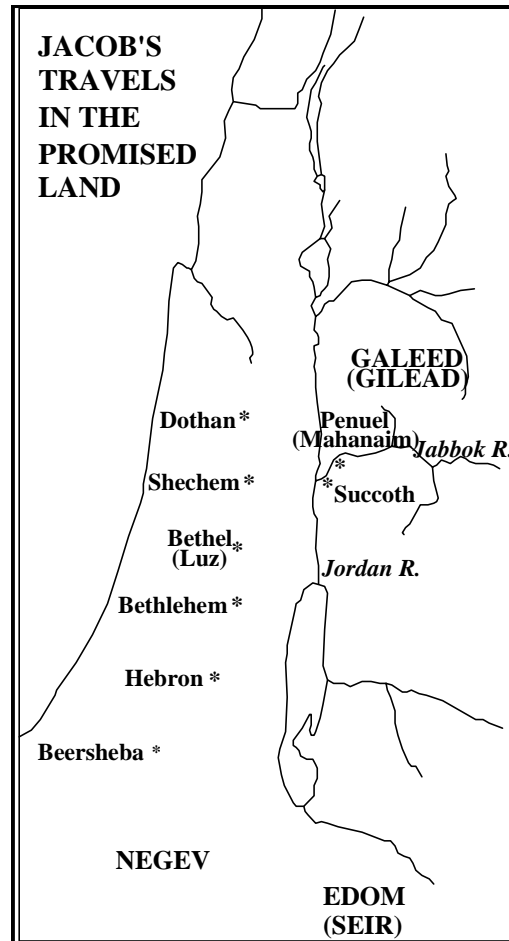 JACOB'S
TRAVELS
IN THE
PROMISED
LAND
GALEED
(GILEAD)
Dothan *
Penuel
(Mahanaim)
Jabbok R.
*
Shechem *
*
Succoth
Bethel
(Luz) *
Jordan R.
Bethlehem *
Hebron *
Beersheba *
NEGEV
EDOM
(SEIR)